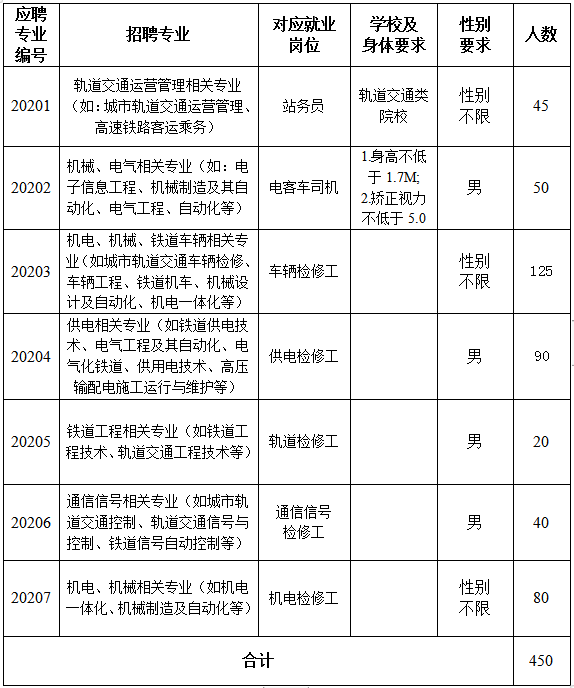 应聘
专业
编号
招聘专业
对应就业
岗位
学校及
身体要求
性别
要求
人数
20201
轨道交通运营管理相关专业
（如：城市轨道交通运营管理、
高速铁路客运乘务）
站务员
轨道交通类
院校
性别
不限
45
20202
机械、电气相关专业（如：电
子信息工程、机械制造及其自
动化、电气工程、自动化等）
电客车司机
1.身高不低
于 1.7M;
2.矫正视力
不低于 5.0
男
50
20203
机电、机械、铁道车辆相关专
业（如城市轨道交通车辆检修、
车辆工程、铁道机车、机械设
计及自动化、机电一体化等）
车辆检修工
性别
不限
125
20204
供电相关专业（如铁道供电技
术、电气工程及其自动化、电
气化铁道、供用电技术、高压
输配电施工运行与维护等）
供电检修工
男
90
20205
铁道工程相关专业（如铁道工
程技术、轨道交通工程技术等）
轨道检修工
男
20
20206
通信信号相关专业（如城市轨
道交通控制、轨道交通信号与
控制、铁道信号自动控制等）
通信信号
检修工
男
40
20207
机电、机械相关专业（如机电
一体化、机械制造及自动化等）
机电检修工
性别
不限
80
合计
450